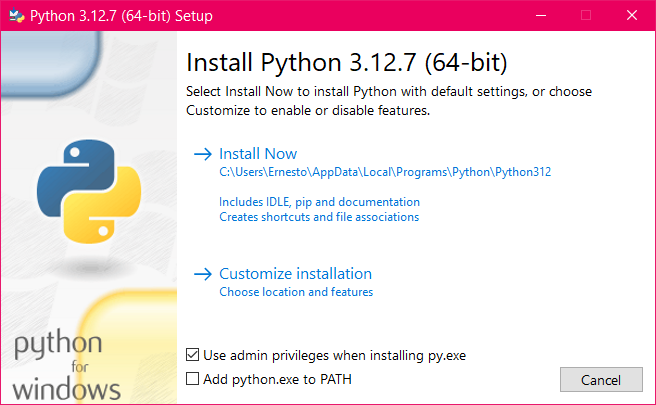 Python 3.12.7 (64-bit) Setup
Install Python 3.12.7 (64-bit)
Select Install Now to install Python with default settings, or choose
Customize to enable or disable features.
Install Now
C:\Users\Ernesto\AppData\Local\Programs\Python\Python312
Includes IDLE, pip and documentation
Creates shortcuts and file associations
Customize installation
Choose location and features
Use admin privileges when installing py.exe
Add python.exe to PATH
Cancel
python
for
windows